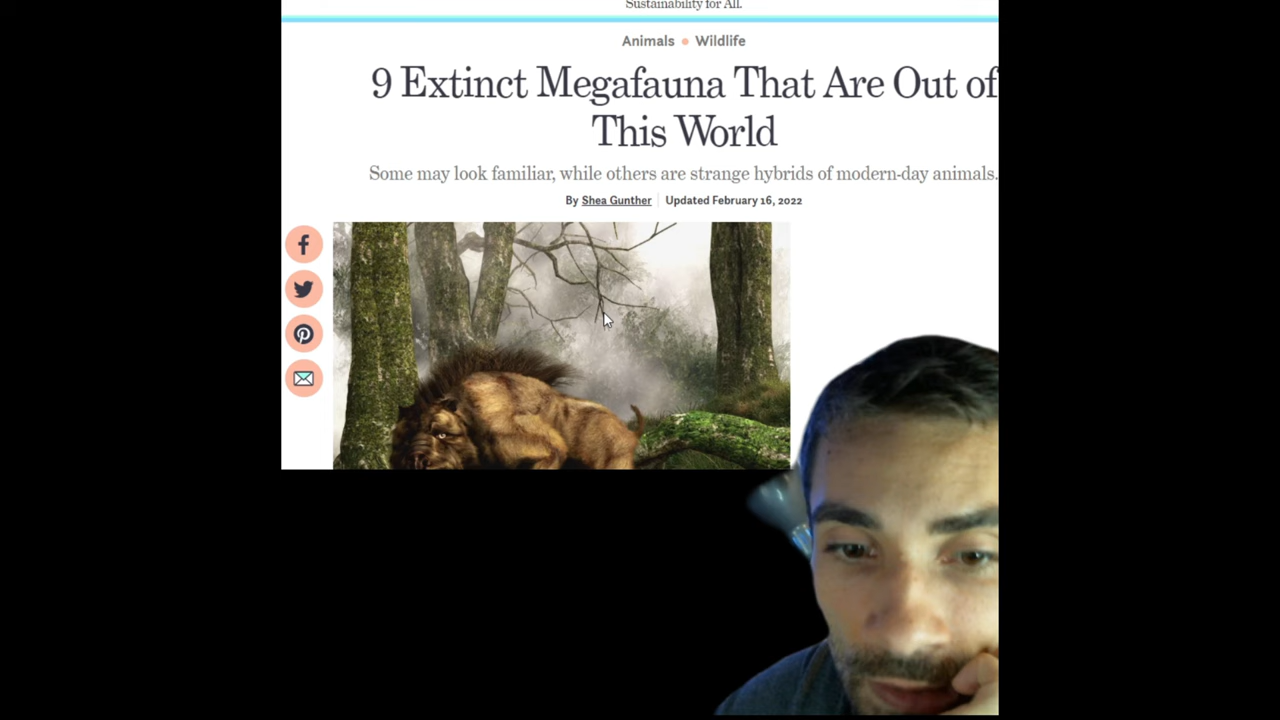 Sustainability for All.
Animals • Wildlife
9 Extinct Megafauna That Are Out of
This World
Some may look familiar, while others are strange hybrids of modern-day animals.
By Shea Gunther | Updated February 16, 2022